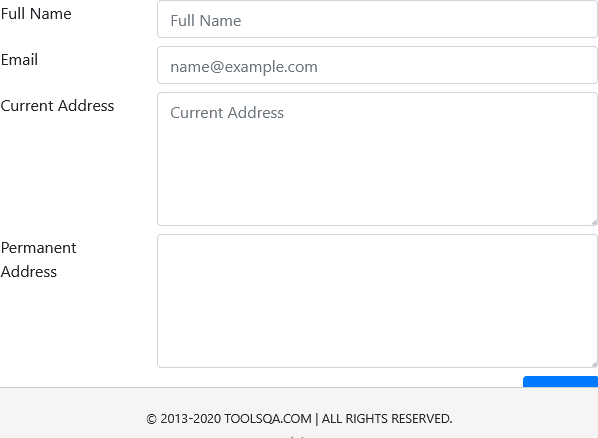 Full Name
Full Name
Email
name@example.com
Current Address
Current Address
Permanent
Address
© 2013-2020 TOOLSQA.COM | ALL RIGHTS RESERVED.